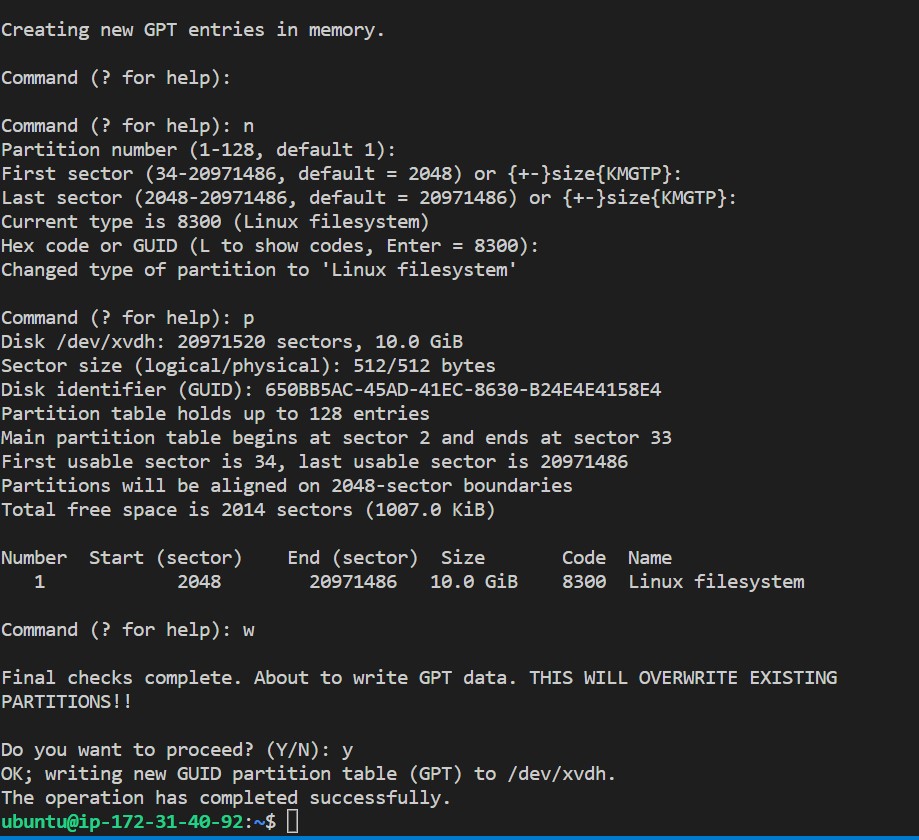 Creating new GPT entries in memory.
Command (? for help):
Command (? for help): n
Partition number (1-128, default 1):
First sector (34-20971486, default = 2048) or {+-}size{KMGTP}:
Last sector (2048-20971486, default = 20971486) or {+-}size{KMGTP}:
Current type is 8300 (Linux filesystem)
Hex code or GUID (L to show codes, Enter = 8300):
Changed type of partition to 'Linux filesystem'
Command (? for help): p
Disk /dev/xvdh: 20971520 sectors, 10.0 GiB
Sector size (logical/physical): 512/512 bytes
Disk identifier (GUID): 650BB5AC-45AD-41EC-8630-B24E4E4158E4
Partition table holds up to 128 entries
Main partition table begins at sector 2 and ends at sector 33
First usable sector is 34, last usable sector is 20971486
Partitions will be aligned on 2048-sector boundaries
Total free space is 2014 sectors (1007.0 KiB)
Number  Start (sector)    End (sector)  Size       Code  Name
   1            2048        20971486   10.0 GiB    8300  Linux filesystem
Command (? for help): w
Final checks complete. About to write GPT data. THIS WILL OVERWRITE EXISTING
PARTITIONS!!
Do you want to proceed? (Y/N): y
OK; writing new GUID partition table (GPT) to /dev/xvdh.
The operation has completed successfully.
ubuntu@ip-172-31-40-92:~$